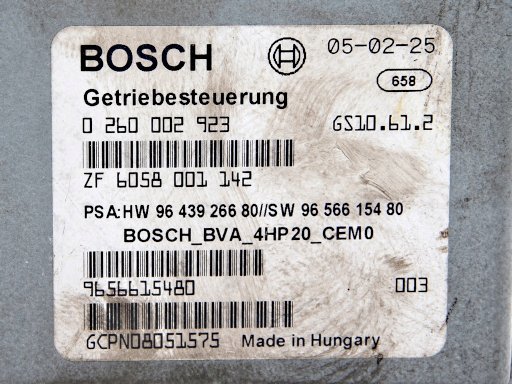 BOSCH 05-02-25
658
Getriebesteuerung
0 260 002 923 GS10.61.2
ZF 6058 001 142
PSA:HW 96 439 266 80//SW 96 566 154 80
BOSCH_BVA_4HP20_CEM0
9656615480 003
GCPN08051575 Made in Hungary